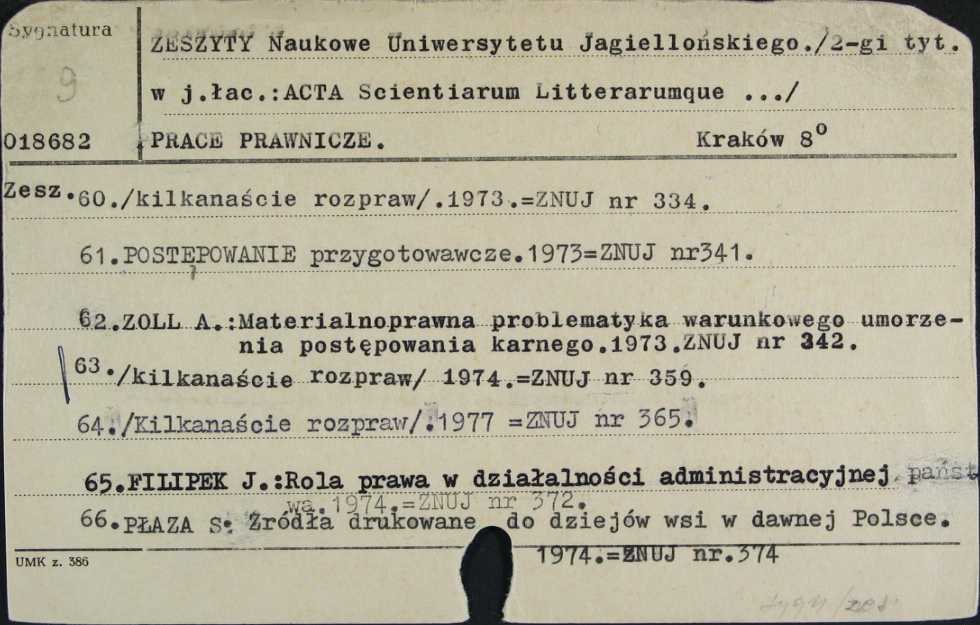 Sygnatura
ZESZYTY Naukowe Uniwersytetu Jagiellońskiego./2-gi tyt.
9
w j.łac.:ACTA Scientiarum Litterarumque .../
018682 PRACE PRAWNICZE. Kraków 8º
Zesz.60./kilkanaście rozpraw/.1973.=ZNUJ nr 334.
61.POSTĘPOWANIE przygotowawcze.1973=ZNUJ nr341.
62.ZOLL A.:Materialnoprawna problematyka warunkowego umorze-
nia postępowania karnego.1973.ZNUJ nr 342.
63./kilkanaście rozpraw/ 1974.=ZNUJ nr 359.
64./Kilkanaście rozpraw/.1977 =ZNUJ nr 365.
65.FILIPEK J.:Rola prawa w działalności administracyjnej państ
wa.1974.=ZNUJ nr 372.
66.PŁAZA S: Źródła drukowane do dziejów wsi w dawnej Polsce.
1974.=ZNUJ nr.374
UMK z. 386